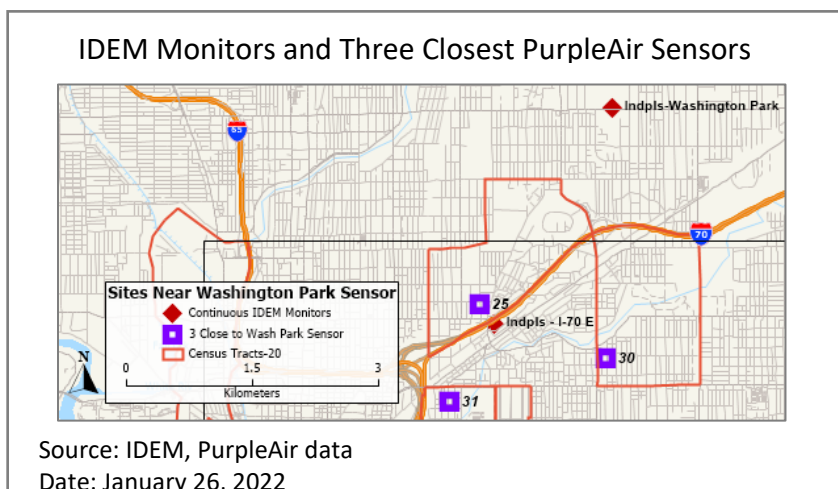 IDEM Monitors and Three Closest PurpleAir Sensors
Indpls-Washington Park
65
70
Sites Near Washington Park Sensor
Continuous IDEM Monitors
3 Close to Wash Park Sensor
Census Tracts-20
0 1.5 3
Kilometers
N
25
Indpls - I-70 E
30
31
Source: IDEM, PurpleAir data
Date: January 26, 2022